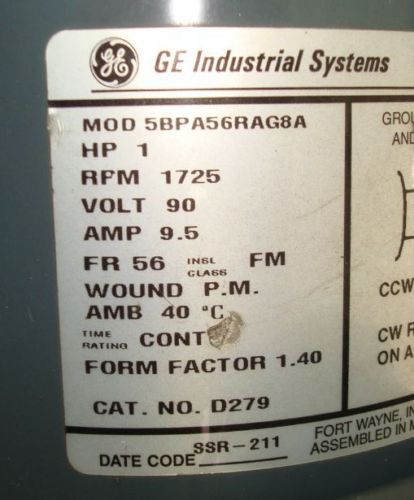 GE GE Industrial Systems
MOD 5BPA56RAG8A
HP 1
RPM 1725
VOLT 90
AMP 9.5
FR 56 INSL CLASS FM
WOUND P.M.
AMB 40 °C
TIME RATING CONT
FORM FACTOR 1.40
CAT. NO. D279
DATE CODE SSR-211
GROU
AND
CCW
CW R
ON A
FORT WAYNE, IN
ASSEMBLED IN M